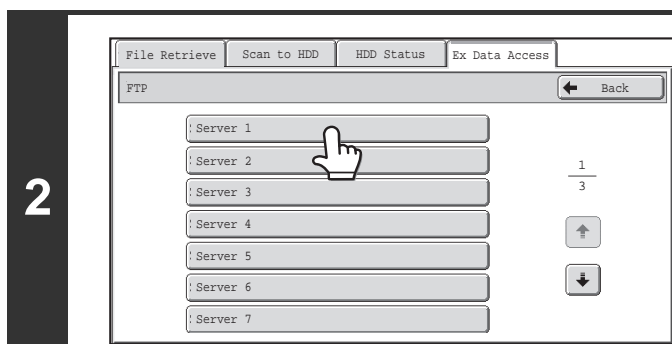 File Retrieve Scan to HDD HDD Status Ex Data Access
FTP Back
Server 1
Server 2
1
3
Server 3
2
Server 4
Server 5
Server 6
Server 7